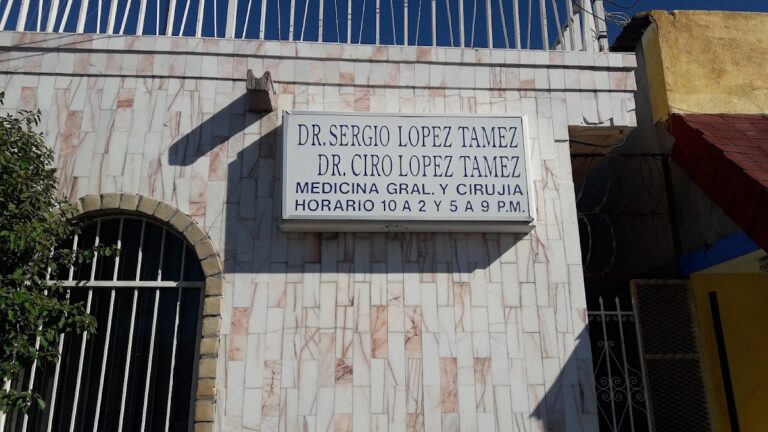 DR. SERGIO LOPEZ TAMEZ
DR. CIRO LOPEZ TAMEZ
MEDICINA GRAL. Y CIRUJIA
HORARIO 10 A 2 Y 5 A 9 P.M.